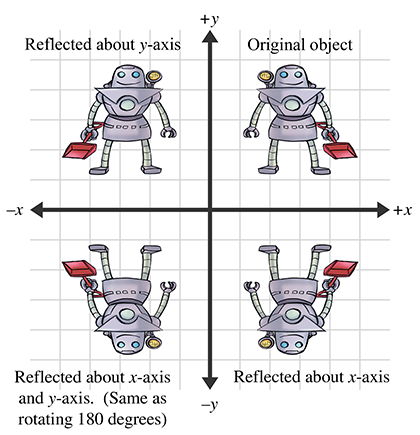 +y
Reflected about y-axis
Original object
–x
+x
Reflected about x-axis
and y-axis. (Same as
rotating 180 degrees)
Reflected about x-axis
–y